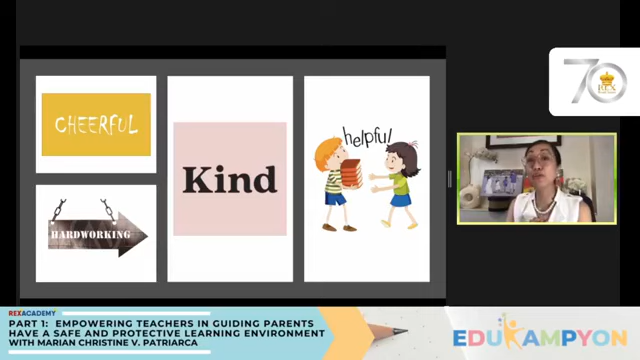 CHEERFUL
HARDWORKING
Kind
helpful
70
REX
REXACADEMY
PART 1: EMPOWERING TEACHERS IN GUIDING PARENTS
HAVE A SAFE AND PROTECTIVE LEARNING ENVIRONMENT
WITH MARIAN CHRISTINE V. PATRIARCA
EDUKAMPYON